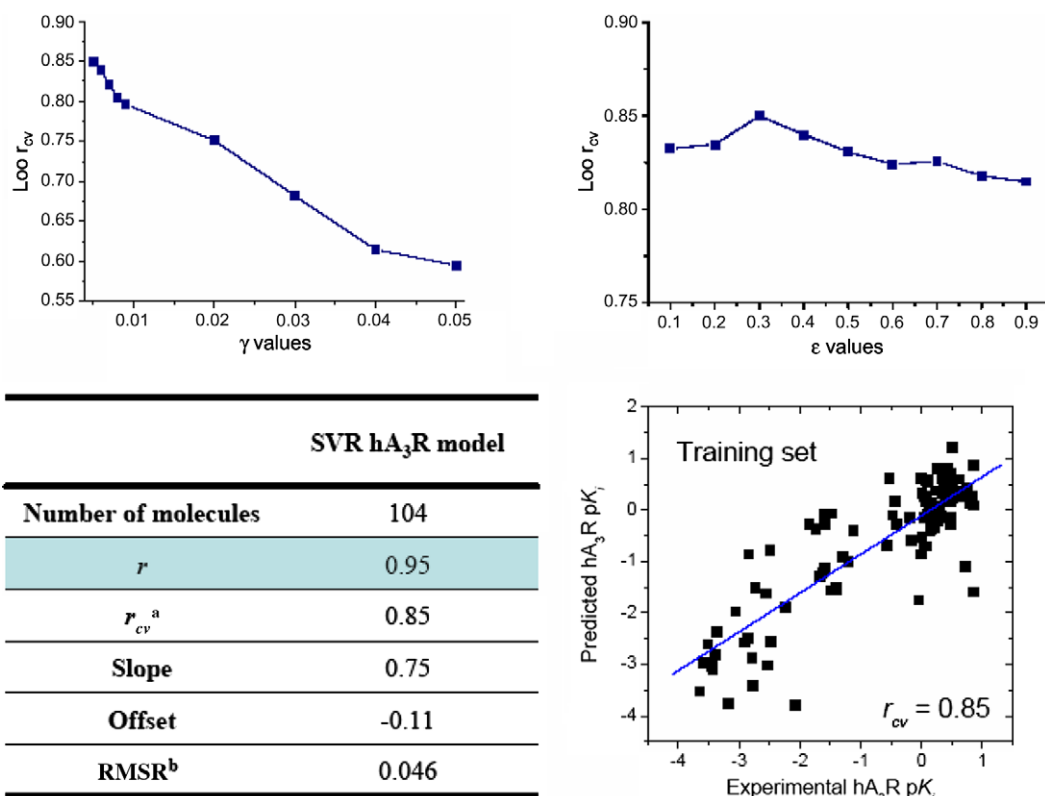 0.90
0.85
0.80
0.75
0.70
0.65
0.60
0.55
Loo r_cv
0.01 0.02 0.03 0.04 0.05
γ values
0.90
0.85
0.80
0.75
Loo r_cv
0.1 0.2 0.3 0.4 0.5 0.6 0.7 0.8 0.9
ε values
SVR hA₃R model
Number of molecules 104
r 0.95
r_cv^a 0.85
Slope 0.75
Offset -0.11
RMSR^b 0.046
2
1
0
-1
-2
-3
-4
Predicted hA₃R pKᵢ
Training set
r_cv = 0.85
-4 -3 -2 -1 0 1
Experimental hA₃R pKᵢ